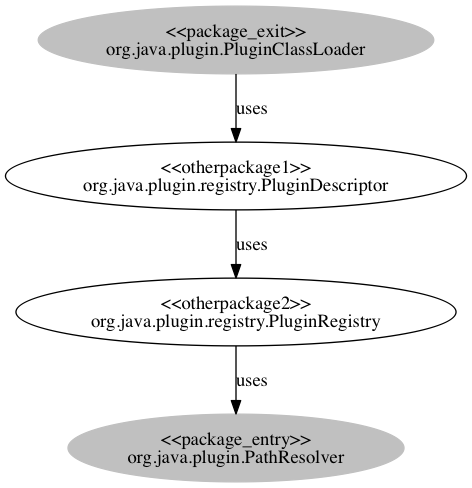 <<package_exit>>
org.java.plugin.PluginClassLoader
uses
<<otherpackage1>>
org.java.plugin.registry.PluginDescriptor
uses
<<otherpackage2>>
org.java.plugin.registry.PluginRegistry
uses
<<package_entry>>
org.java.plugin.PathResolver